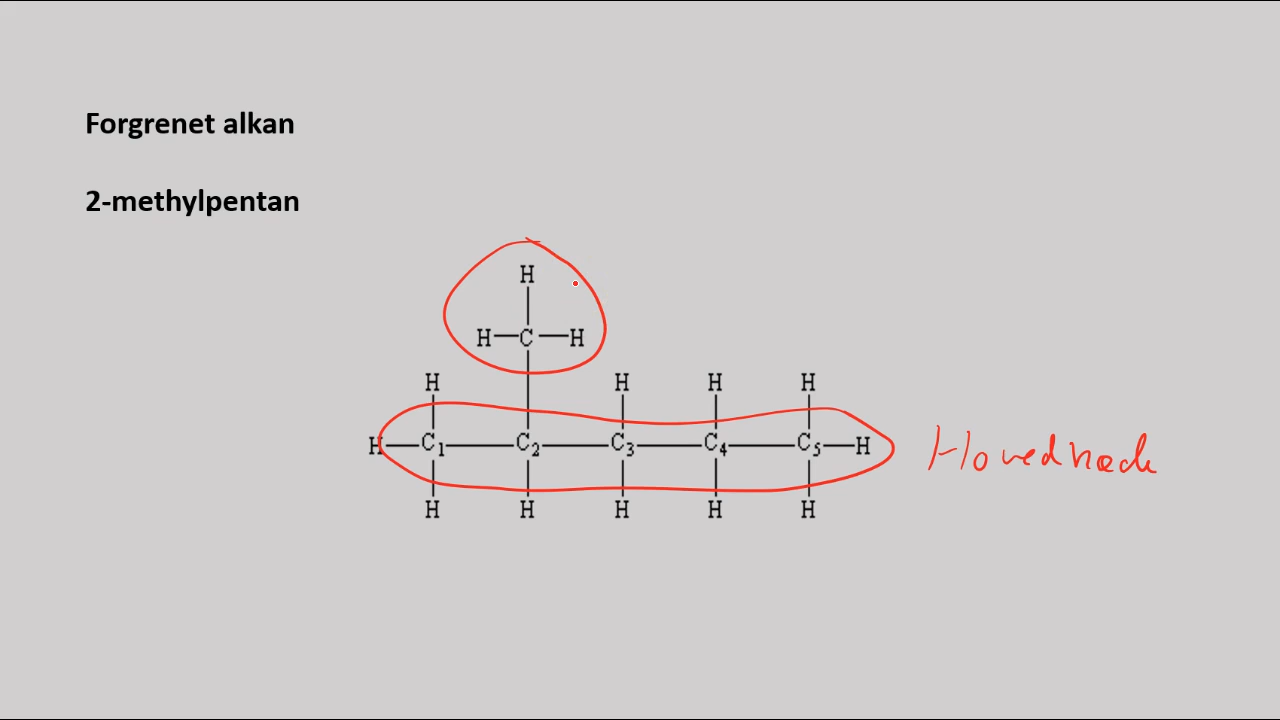 Forgrenet alkan
2-methylpentan
H
H—C—H
H H H H
H—C₁—C₂—C₃—C₄—C₅—H
H H H H H
Hovedkæde